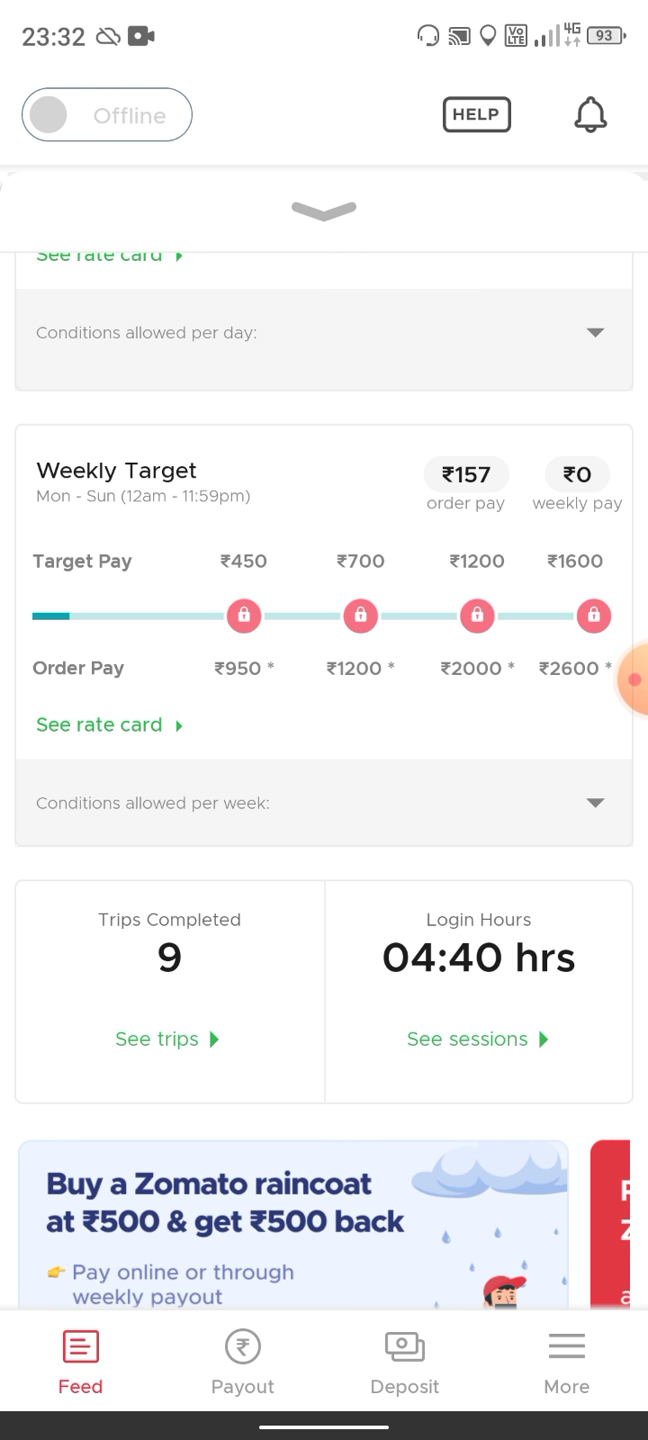 23:32
VO LTE 4G 93
Offline
HELP
See rate card
Conditions allowed per day:
Weekly Target ₹157 ₹0
Mon - Sun (12am - 11:59pm) order pay weekly pay
Target Pay ₹450 ₹700 ₹1200 ₹1600
Order Pay ₹950 * ₹1200 * ₹2000 * ₹2600 *
See rate card
Conditions allowed per week:
Trips Completed Login Hours
9 04:40 hrs
See trips See sessions
Buy a Zomato raincoat
at ₹500 & get ₹500 back
Pay online or through
weekly payout
Feed Payout Deposit More